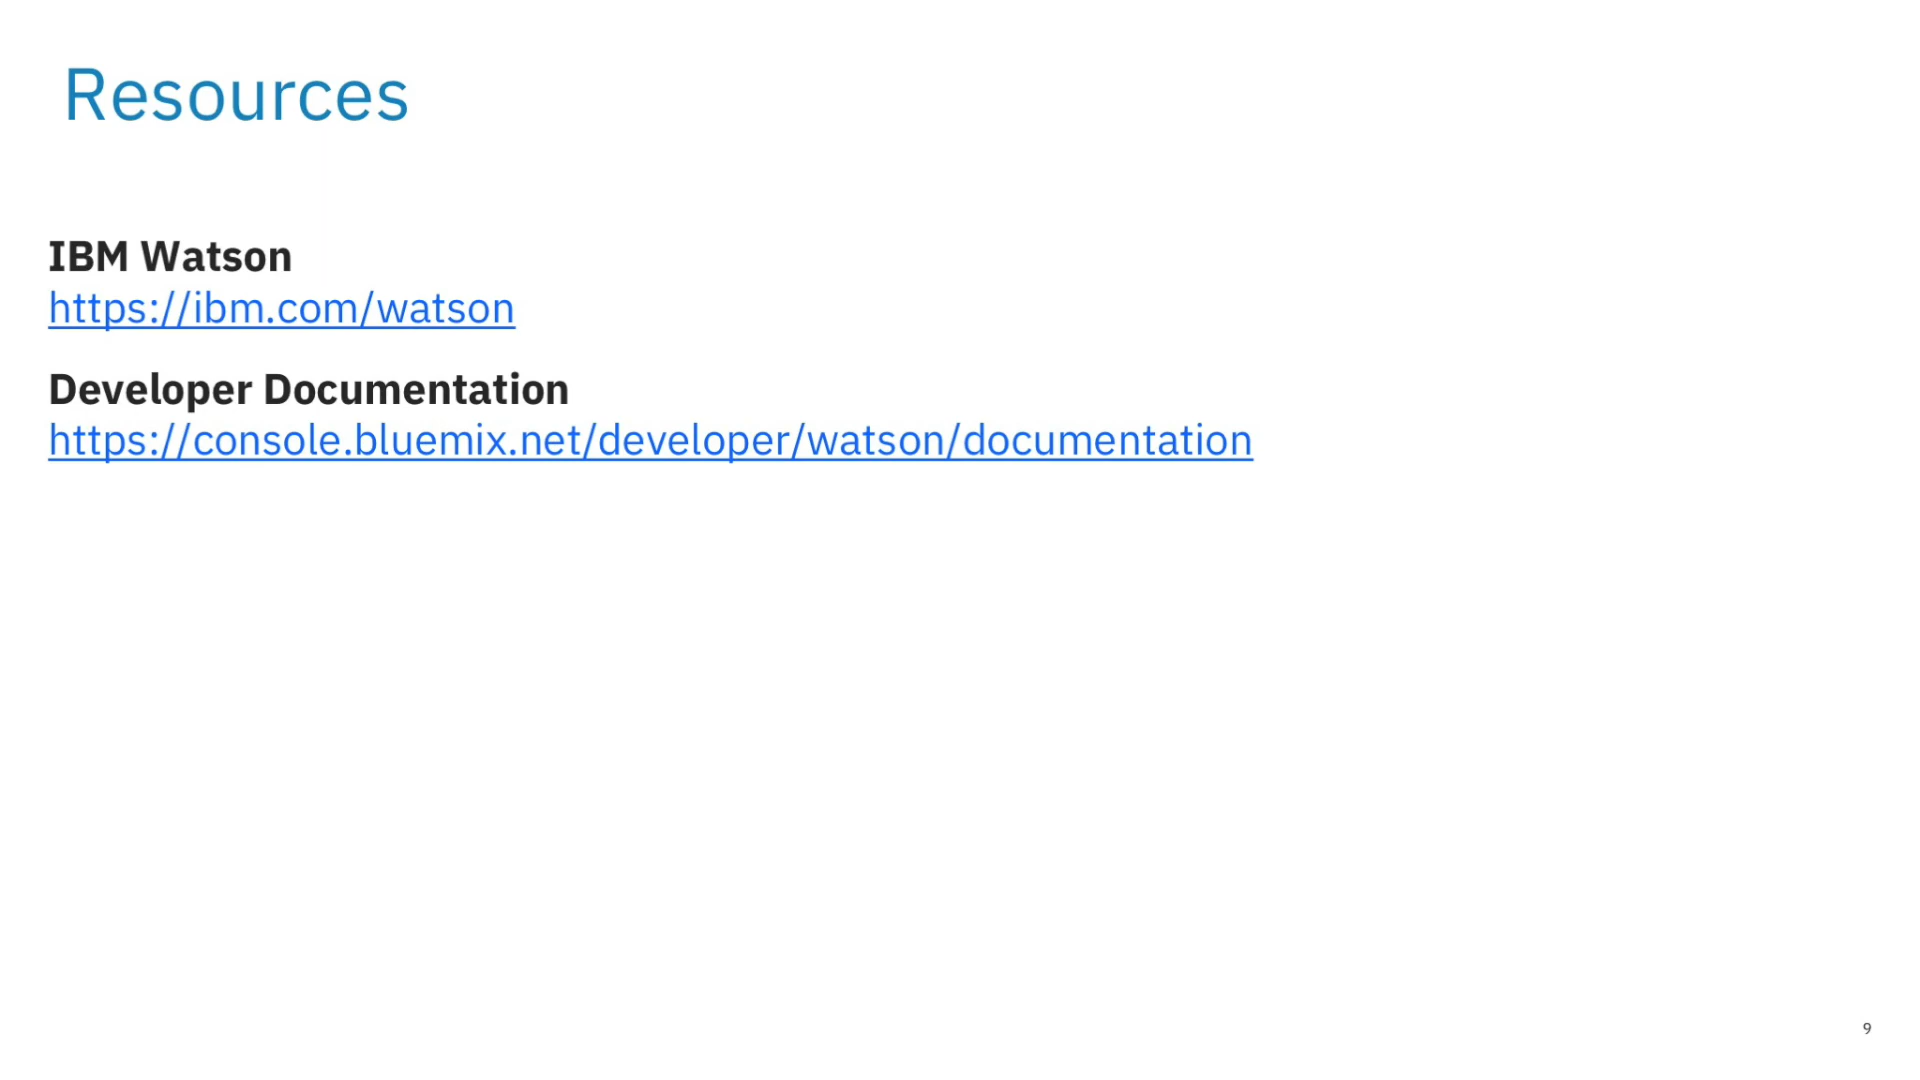 Resources
IBM Watson
https://ibm.com/watson
Developer Documentation
https://console.bluemix.net/developer/watson/documentation
9